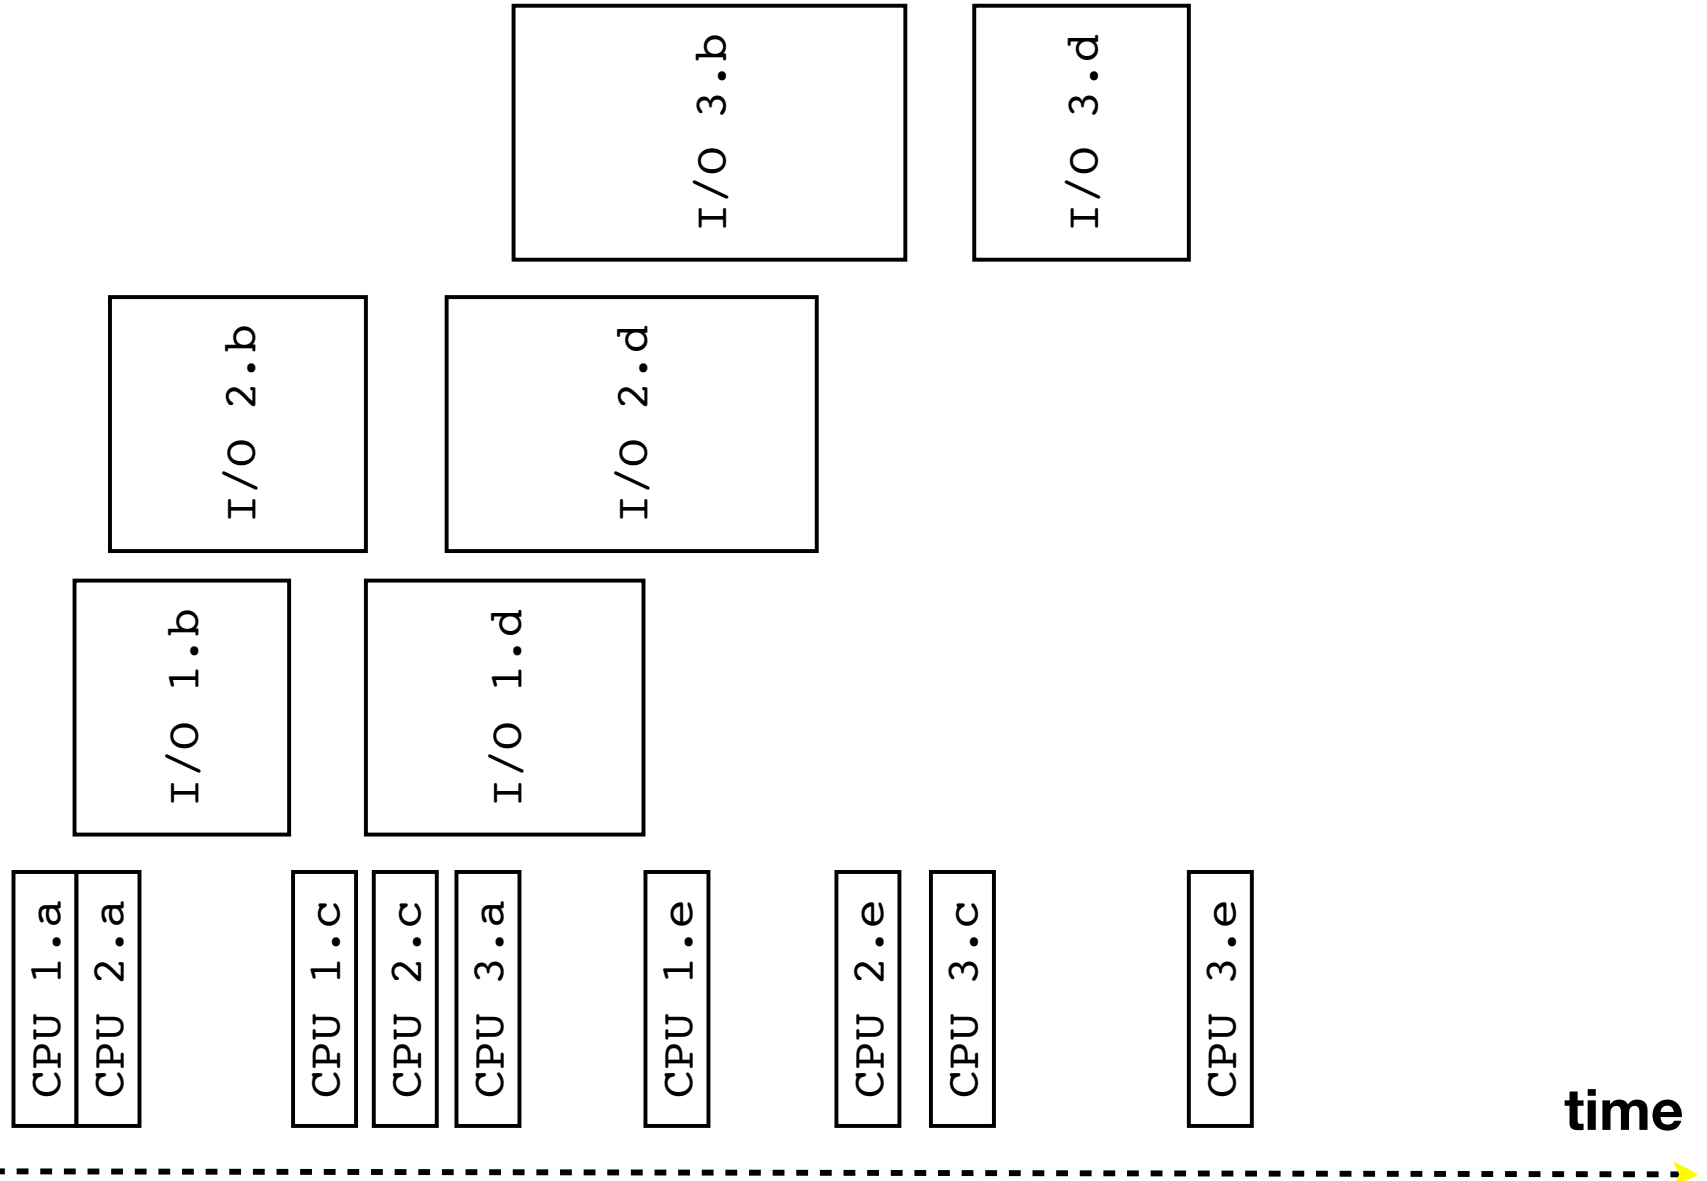 I/O 3.b
I/O 3.d
I/O 2.b
I/O 2.d
I/O 1.b
I/O 1.d
CPU 1.a
CPU 2.a
CPU 1.c
CPU 2.c
CPU 3.a
CPU 1.e
CPU 2.e
CPU 3.c
CPU 3.e
time